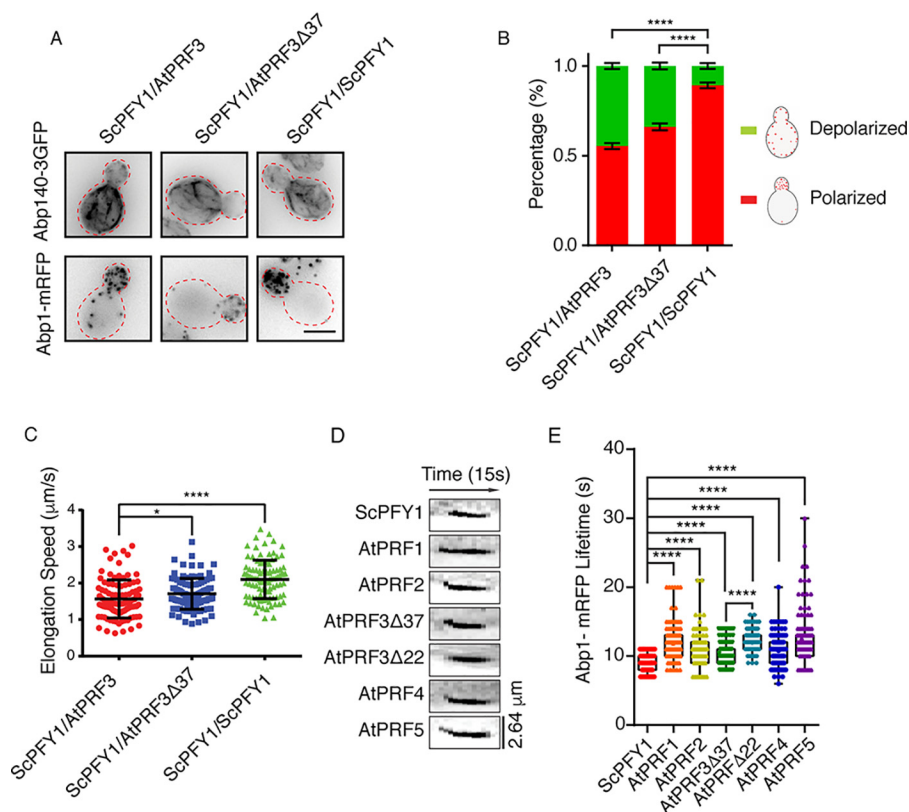 A
ScPFY1/AtPRF3
ScPFY1/AtPRF3Δ37
ScPFY1/ScPFY1
Abp140-3GFP
Abp1-mRFP
B
****
****
Percentage (%)
1.0
0.5
0.0
Depolarized
Polarized
ScPFY1/AtPRF3
ScPFY1/AtPRF3Δ37
ScPFY1/ScPFY1
C
Elongation Speed (μm/s)
5
4
3
2
1
0
****
*
ScPFY1/AtPRF3
ScPFY1/AtPRF3Δ37
ScPFY1/ScPFY1
D
Time (15s)
ScPFY1
AtPRF1
AtPRF2
AtPRF3Δ37
AtPRF3Δ22
AtPRF4
AtPRF5
2.64 μm
E
Abp1- mRFP Lifetime (s)
40
30
20
10
0
****
****
****
****
****
****
****
ScPFY1
AtPRF1
AtPRF2
AtPRF3Δ37
AtPRFΔ22
AtPRF4
AtPRF5